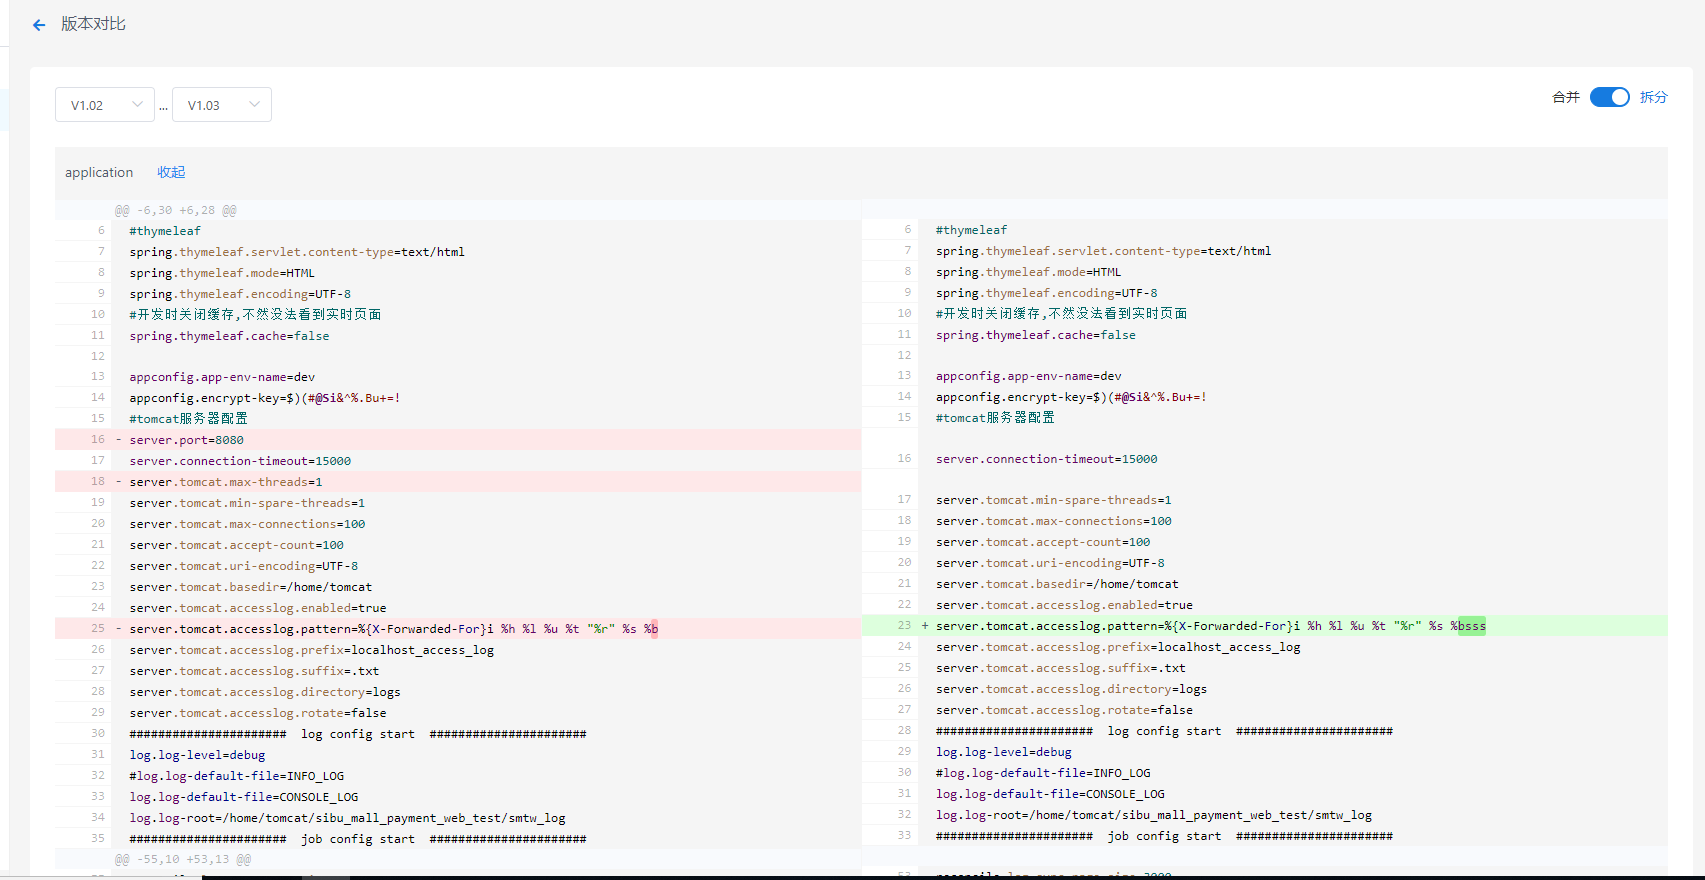 版本对比
V1.02 ... V1.03 合并 拆分
application 收起
@@ -6,30 +6,28 @@
6 #thymeleaf
7 spring.thymeleaf.servlet.content-type=text/html
8 spring.thymeleaf.mode=HTML
9 spring.thymeleaf.encoding=UTF-8
10 #开发时关闭缓存,不然没法看到实时页面
11 spring.thymeleaf.cache=false
12
13 appconfig.app-env-name=dev
14 appconfig.encrypt-key=$)(#@Si&^%.Bu+=!
15 #tomcat服务器配置
16 - server.port=8080
17 server.connection-timeout=15000
18 - server.tomcat.max-threads=1
19 server.tomcat.min-spare-threads=1
20 server.tomcat.max-connections=100
21 server.tomcat.accept-count=100
22 server.tomcat.uri-encoding=UTF-8
23 server.tomcat.basedir=/home/tomcat
24 server.tomcat.accesslog.enabled=true
25 - server.tomcat.accesslog.pattern=%{X-Forwarded-For}i %h %l %u %t "%r" %s %b
26 server.tomcat.accesslog.prefix=localhost_access_log
27 server.tomcat.accesslog.suffix=.txt
28 server.tomcat.accesslog.directory=logs
29 server.tomcat.accesslog.rotate=false
30 ###################### log config start ######################
31 log.log-level=debug
32 #log.log-default-file=INFO_LOG
33 log.log-default-file=CONSOLE_LOG
34 log.log-root=/home/tomcat/sibu_mall_payment_web_test/smtw_log
35 ###################### job config start ######################
@@ -55,10 +53,13 @@
6 #thymeleaf
7 spring.thymeleaf.servlet.content-type=text/html
8 spring.thymeleaf.mode=HTML
9 spring.thymeleaf.encoding=UTF-8
10 #开发时关闭缓存,不然没法看到实时页面
11 spring.thymeleaf.cache=false
12
13 appconfig.app-env-name=dev
14 appconfig.encrypt-key=$)(#@Si&^%.Bu+=!
15 #tomcat服务器配置
16 server.connection-timeout=15000
17 server.tomcat.min-spare-threads=1
18 server.tomcat.max-connections=100
19 server.tomcat.accept-count=100
20 server.tomcat.uri-encoding=UTF-8
21 server.tomcat.basedir=/home/tomcat
22 server.tomcat.accesslog.enabled=true
23 + server.tomcat.accesslog.pattern=%{X-Forwarded-For}i %h %l %u %t "%r" %s %bsss
24 server.tomcat.accesslog.prefix=localhost_access_log
25 server.tomcat.accesslog.suffix=.txt
26 server.tomcat.accesslog.directory=logs
27 server.tomcat.accesslog.rotate=false
28 ###################### log config start ######################
29 log.log-level=debug
30 #log.log-default-file=INFO_LOG
31 log.log-default-file=CONSOLE_LOG
32 log.log-root=/home/tomcat/sibu_mall_payment_web_test/smtw_log
33 ###################### job config start ######################